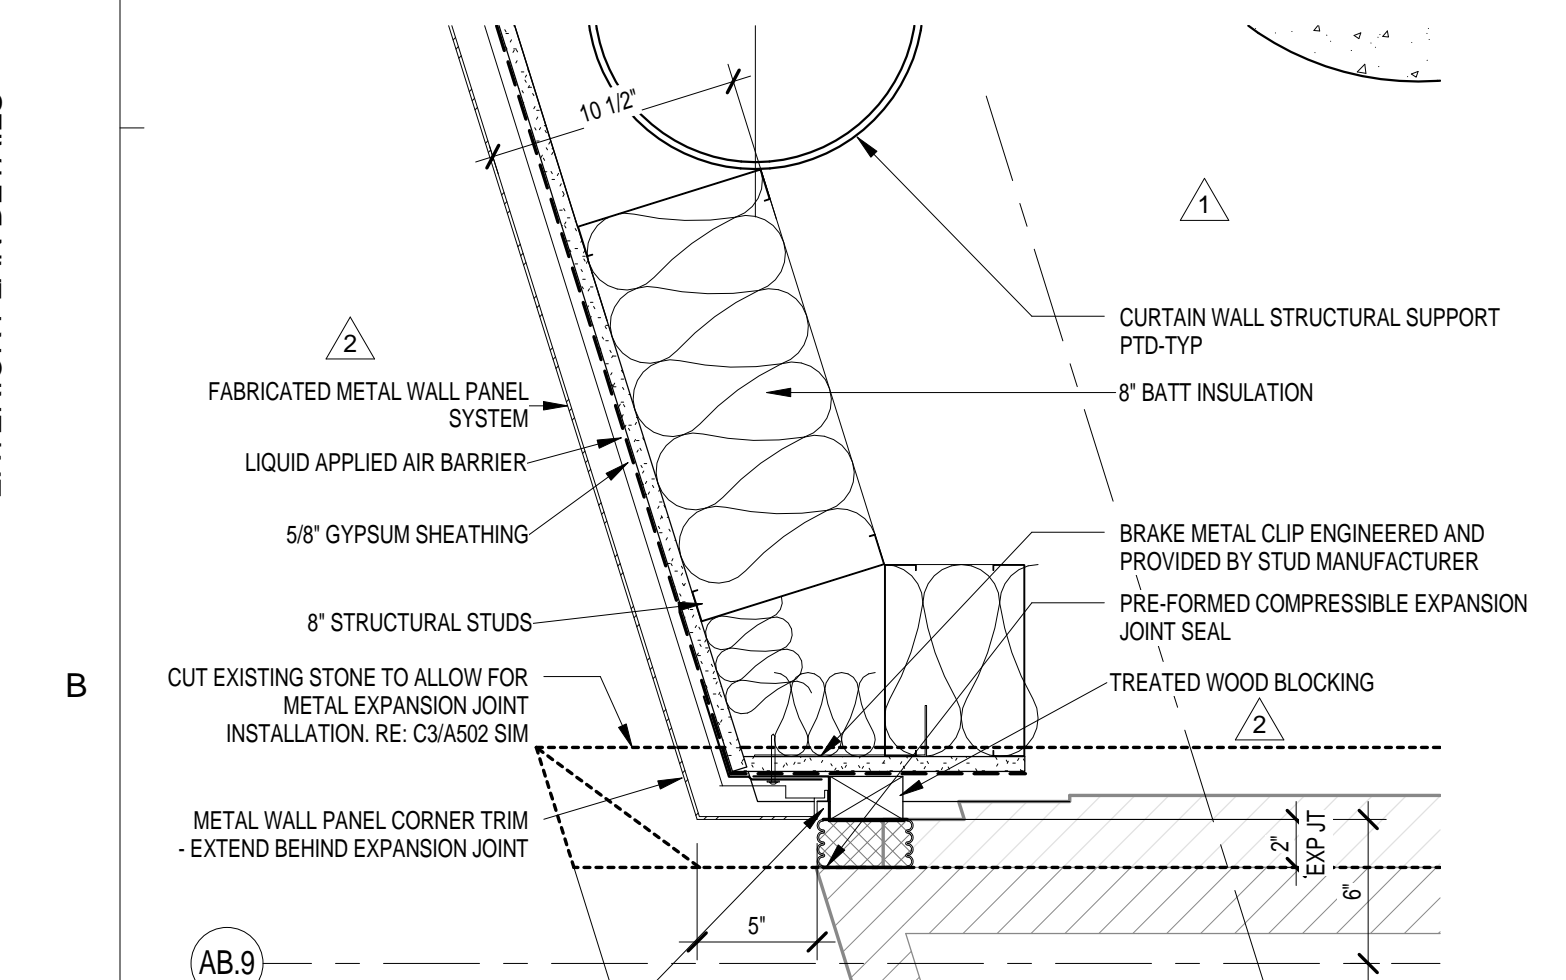 10 1/2"
1
CURTAIN WALL STRUCTURAL SUPPORT
PTD-TYP
2
FABRICATED METAL WALL PANEL
SYSTEM
8" BATT INSULATION
LIQUID APPLIED AIR BARRIER
5/8" GYPSUM SHEATHING
BRAKE METAL CLIP ENGINEERED AND
PROVIDED BY STUD MANUFACTURER
PRE-FORMED COMPRESSIBLE EXPANSION
JOINT SEAL
8" STRUCTURAL STUDS
B
CUT EXISTING STONE TO ALLOW FOR
METAL EXPANSION JOINT
INSTALLATION. RE: C3/A502 SIM
TREATED WOOD BLOCKING
2
METAL WALL PANEL CORNER TRIM
- EXTEND BEHIND EXPANSION JOINT
2"
EXP JT
6"
5"
AB.9